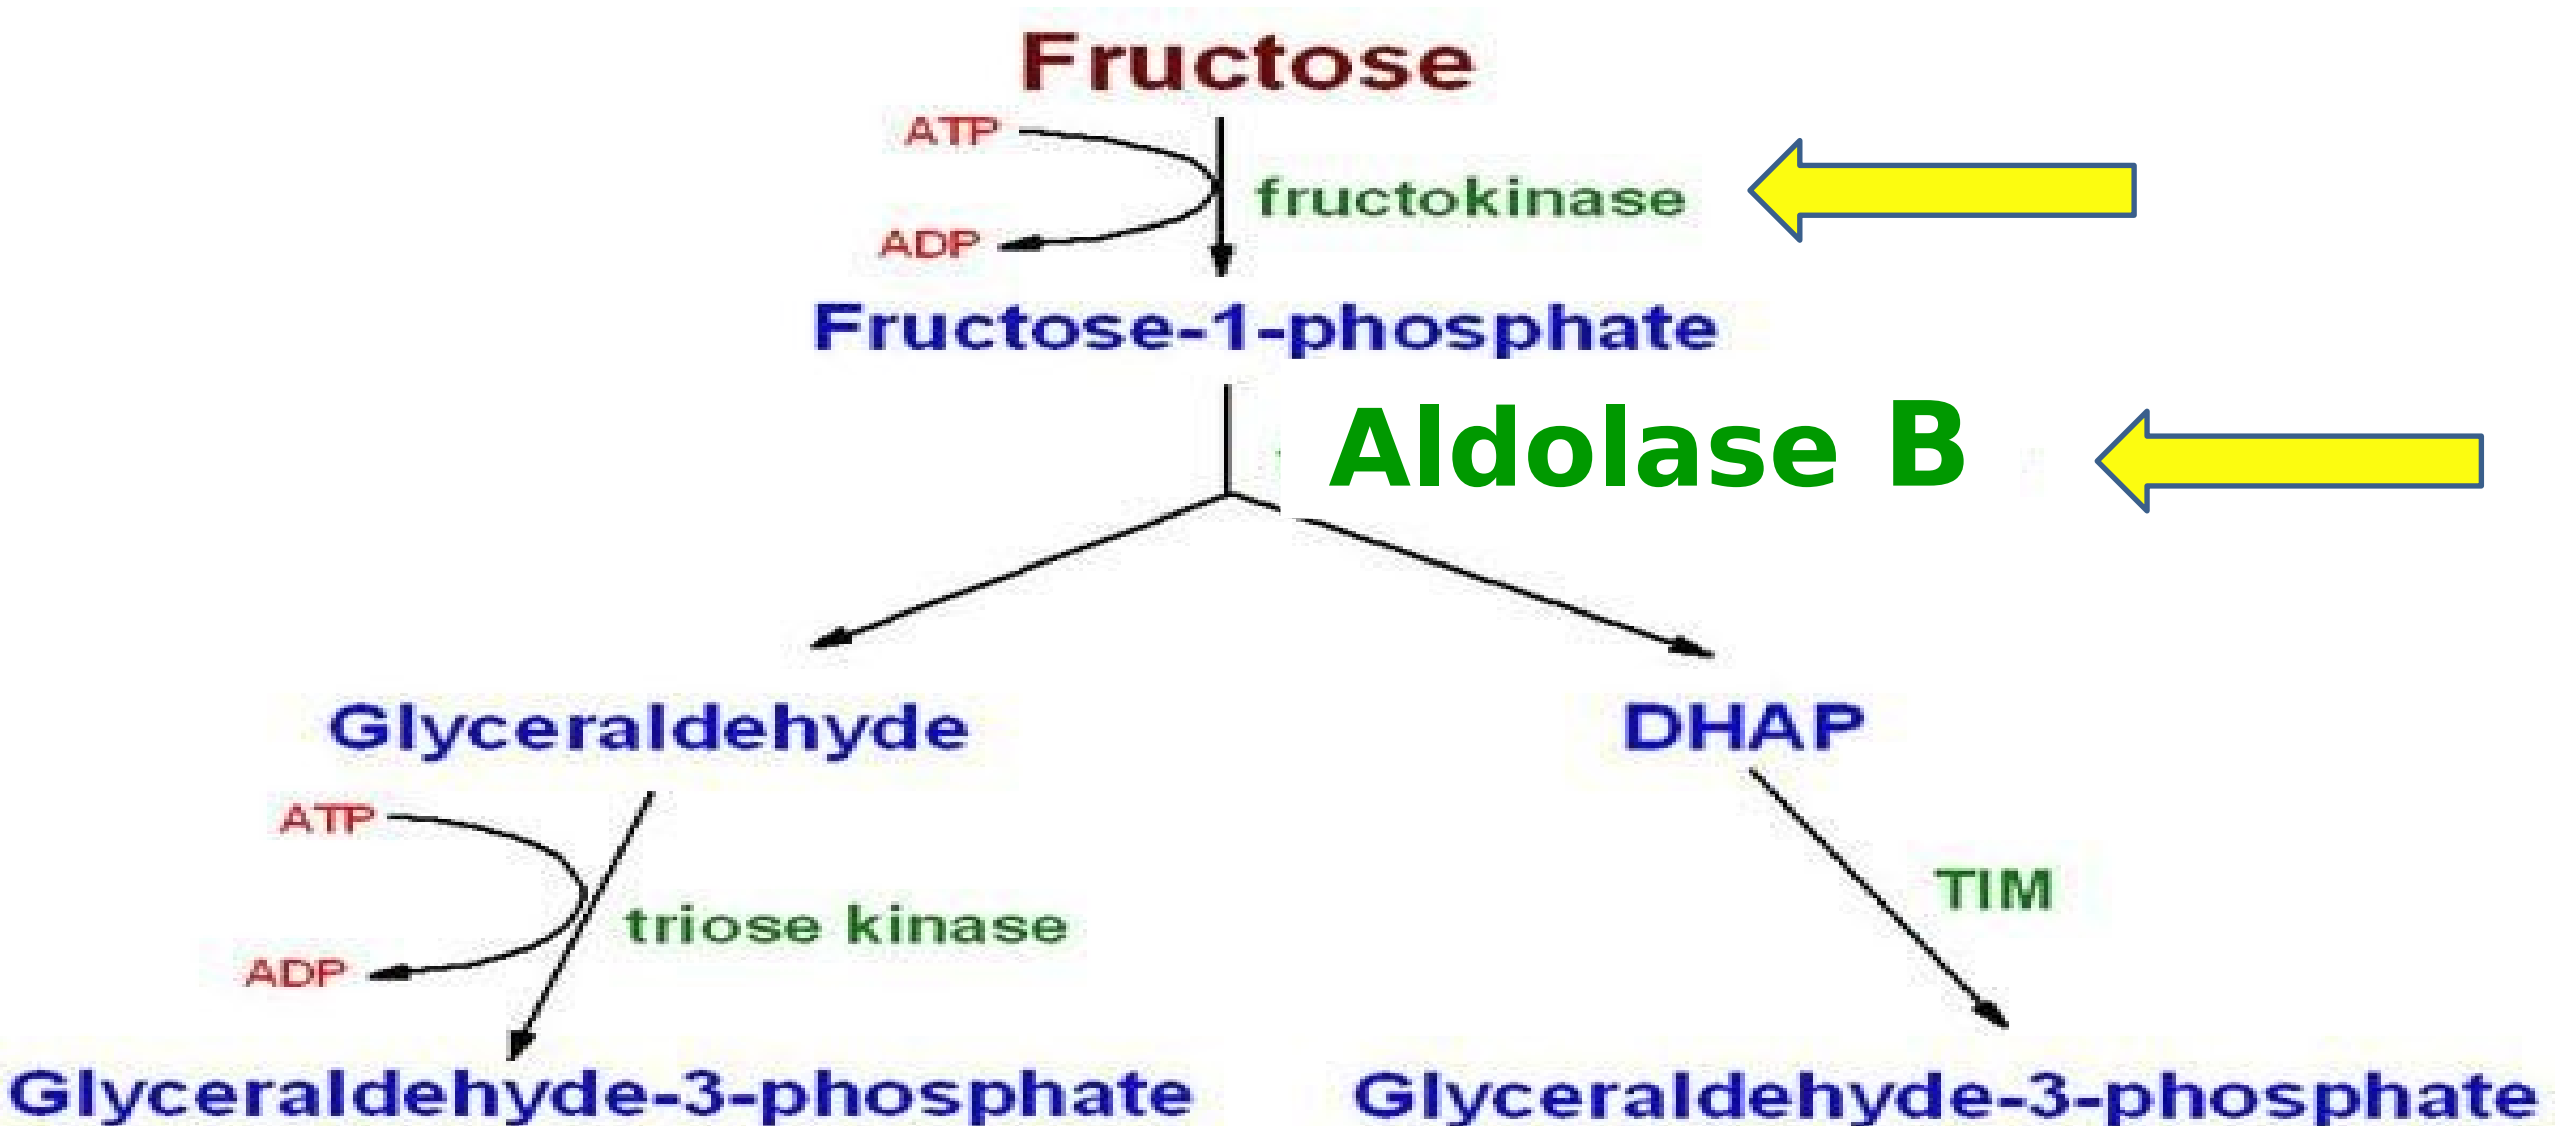 Fructose
ATP
fructokinase
ADP
Fructose-1-phosphate
Aldolase B
Glyceraldehyde
DHAP
ATP
TIM
triose kinase
ADP
Glyceraldehyde-3-phosphate
Glyceraldehyde-3-phosphate